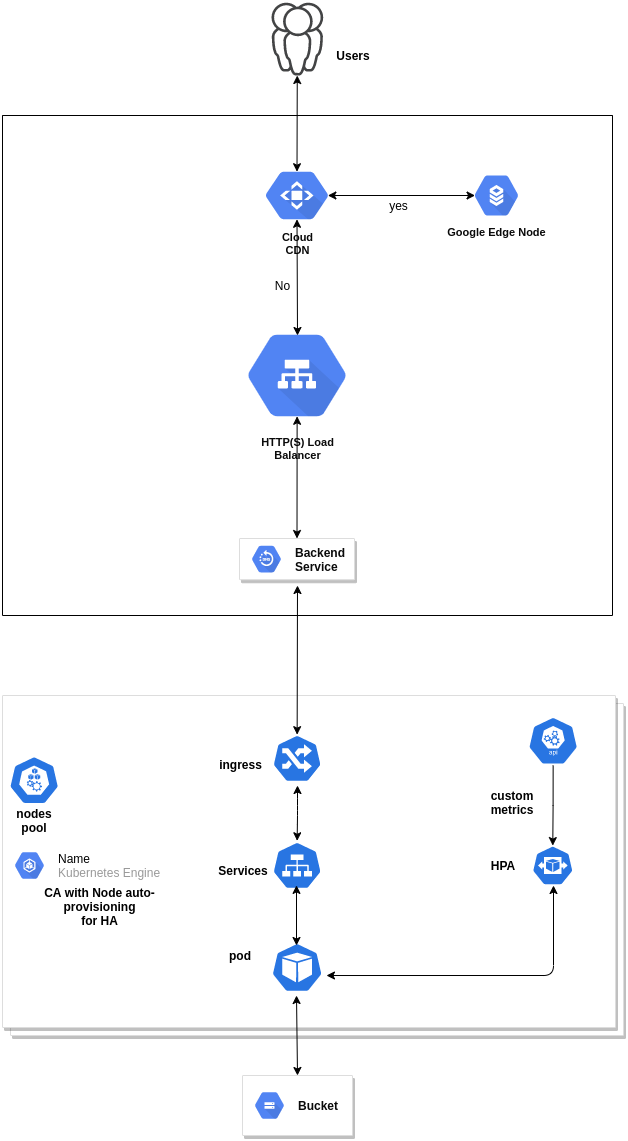 Users
yes
Google Edge Node
Cloud
CDN
No
HTTP(S) Load
Balancer
Backend
Service
ingress
nodes
pool
custom
metrics
api
Name
Kubernetes Engine
Services
HPA
CA with Node auto-
provisioning
for HA
pod
Bucket